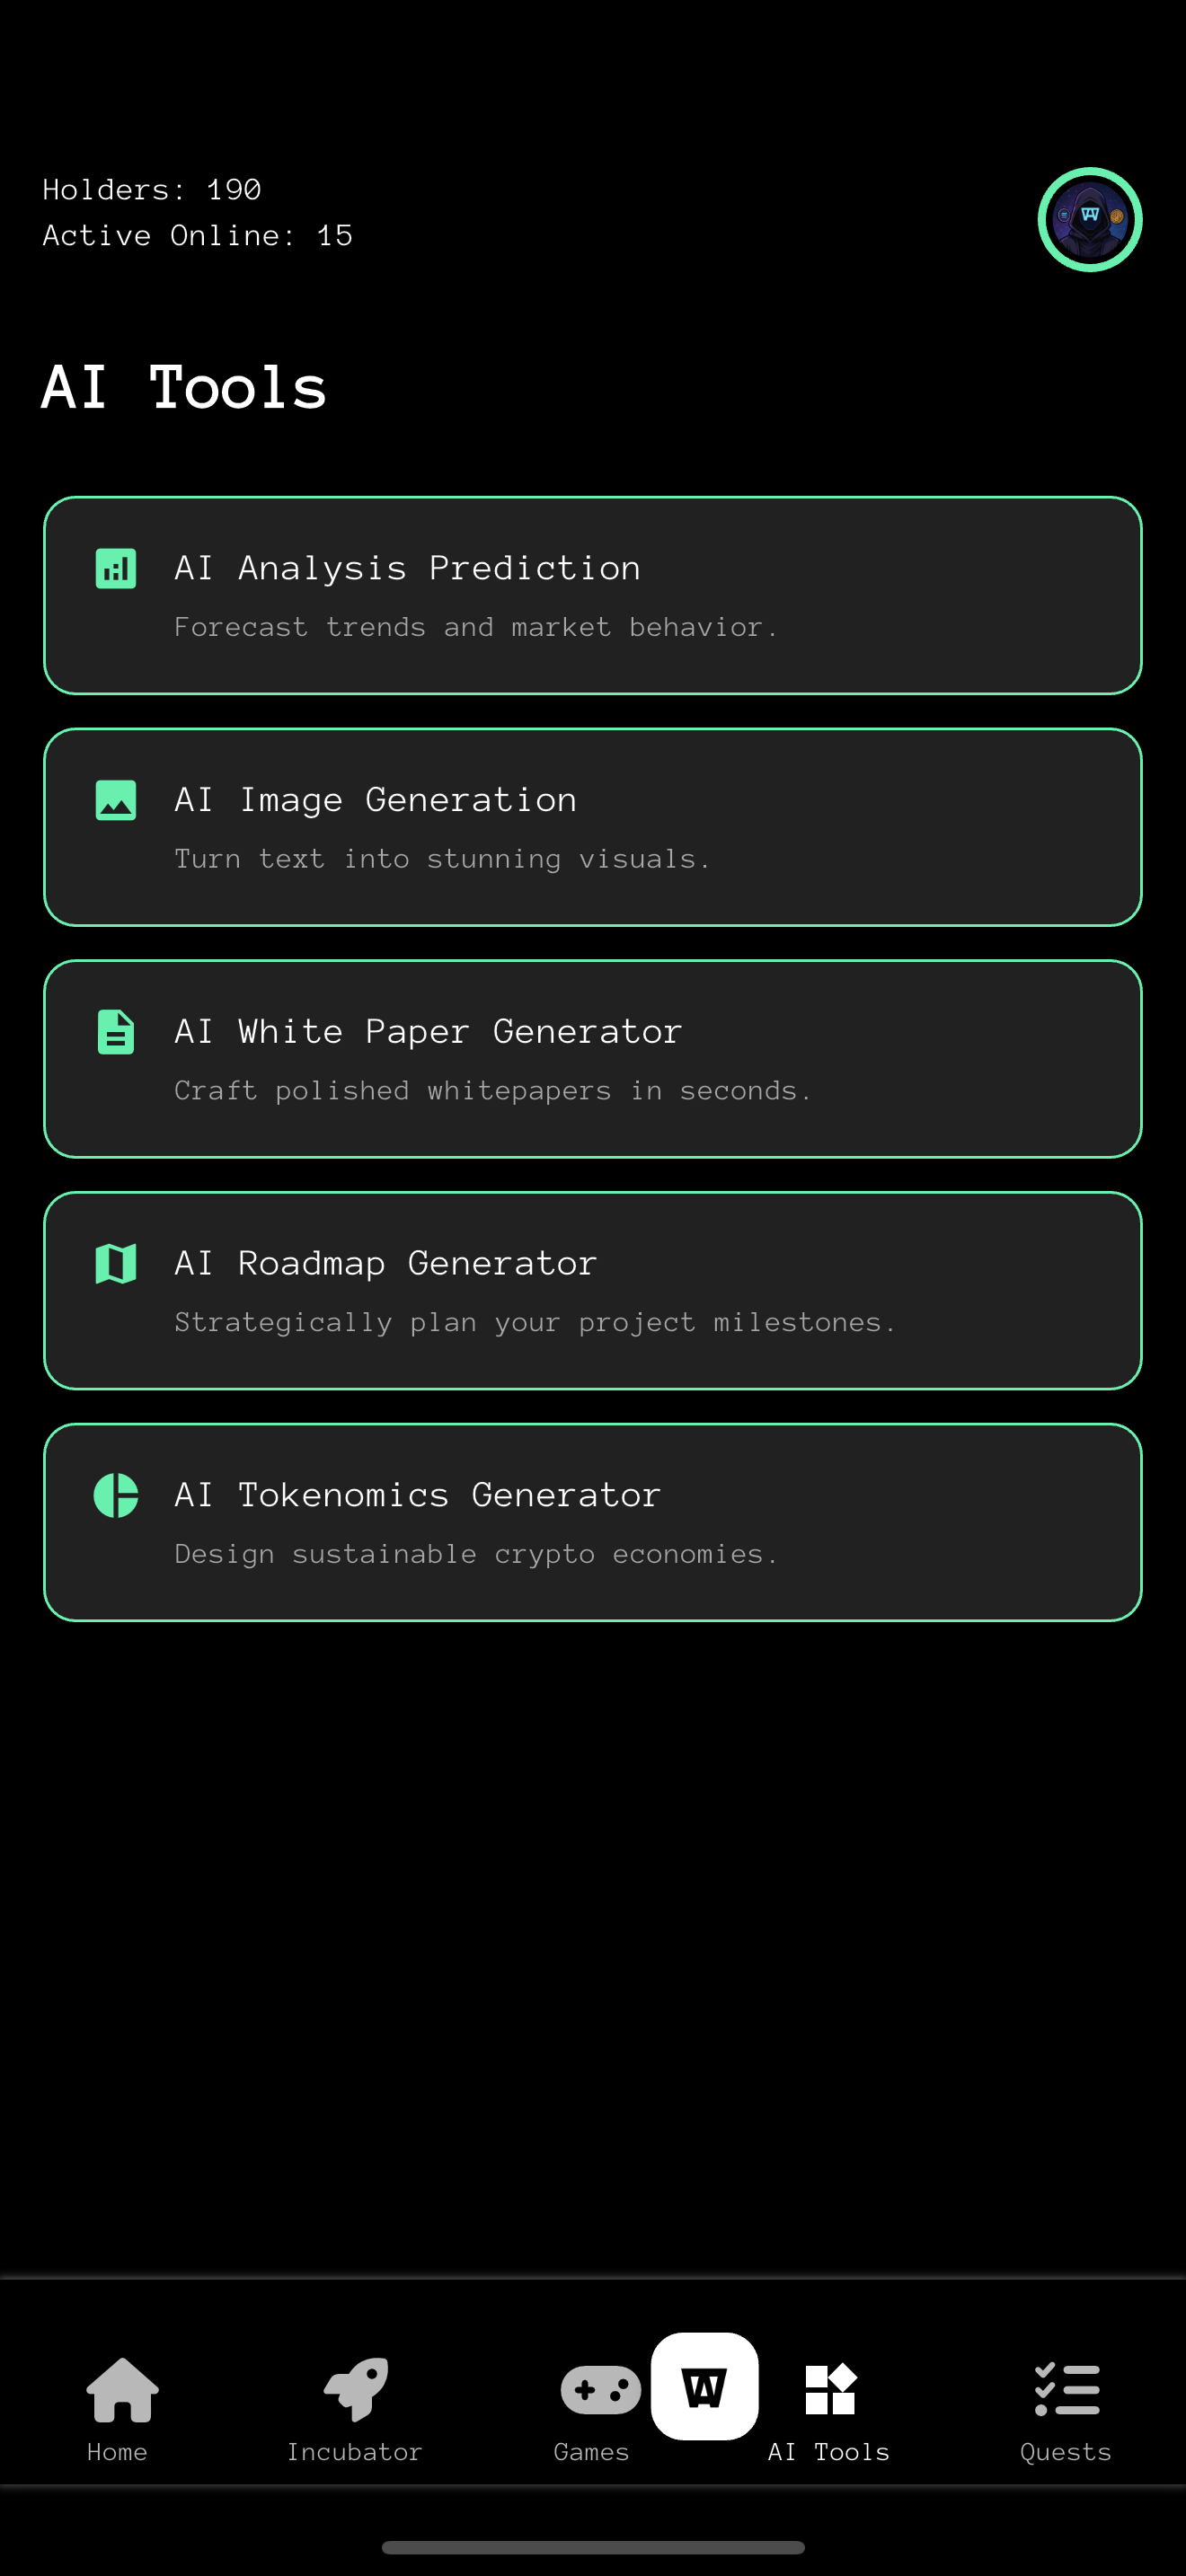 Holders: 190
Active Online: 15
AI Tools
AI Analysis Prediction
Forecast trends and market behavior.
AI Image Generation
Turn text into stunning visuals.
AI White Paper Generator
Craft polished whitepapers in seconds.
AI Roadmap Generator
Strategically plan your project milestones.
AI Tokenomics Generator
Design sustainable crypto economies.
Home
Incubator
Games
AI Tools
Quests